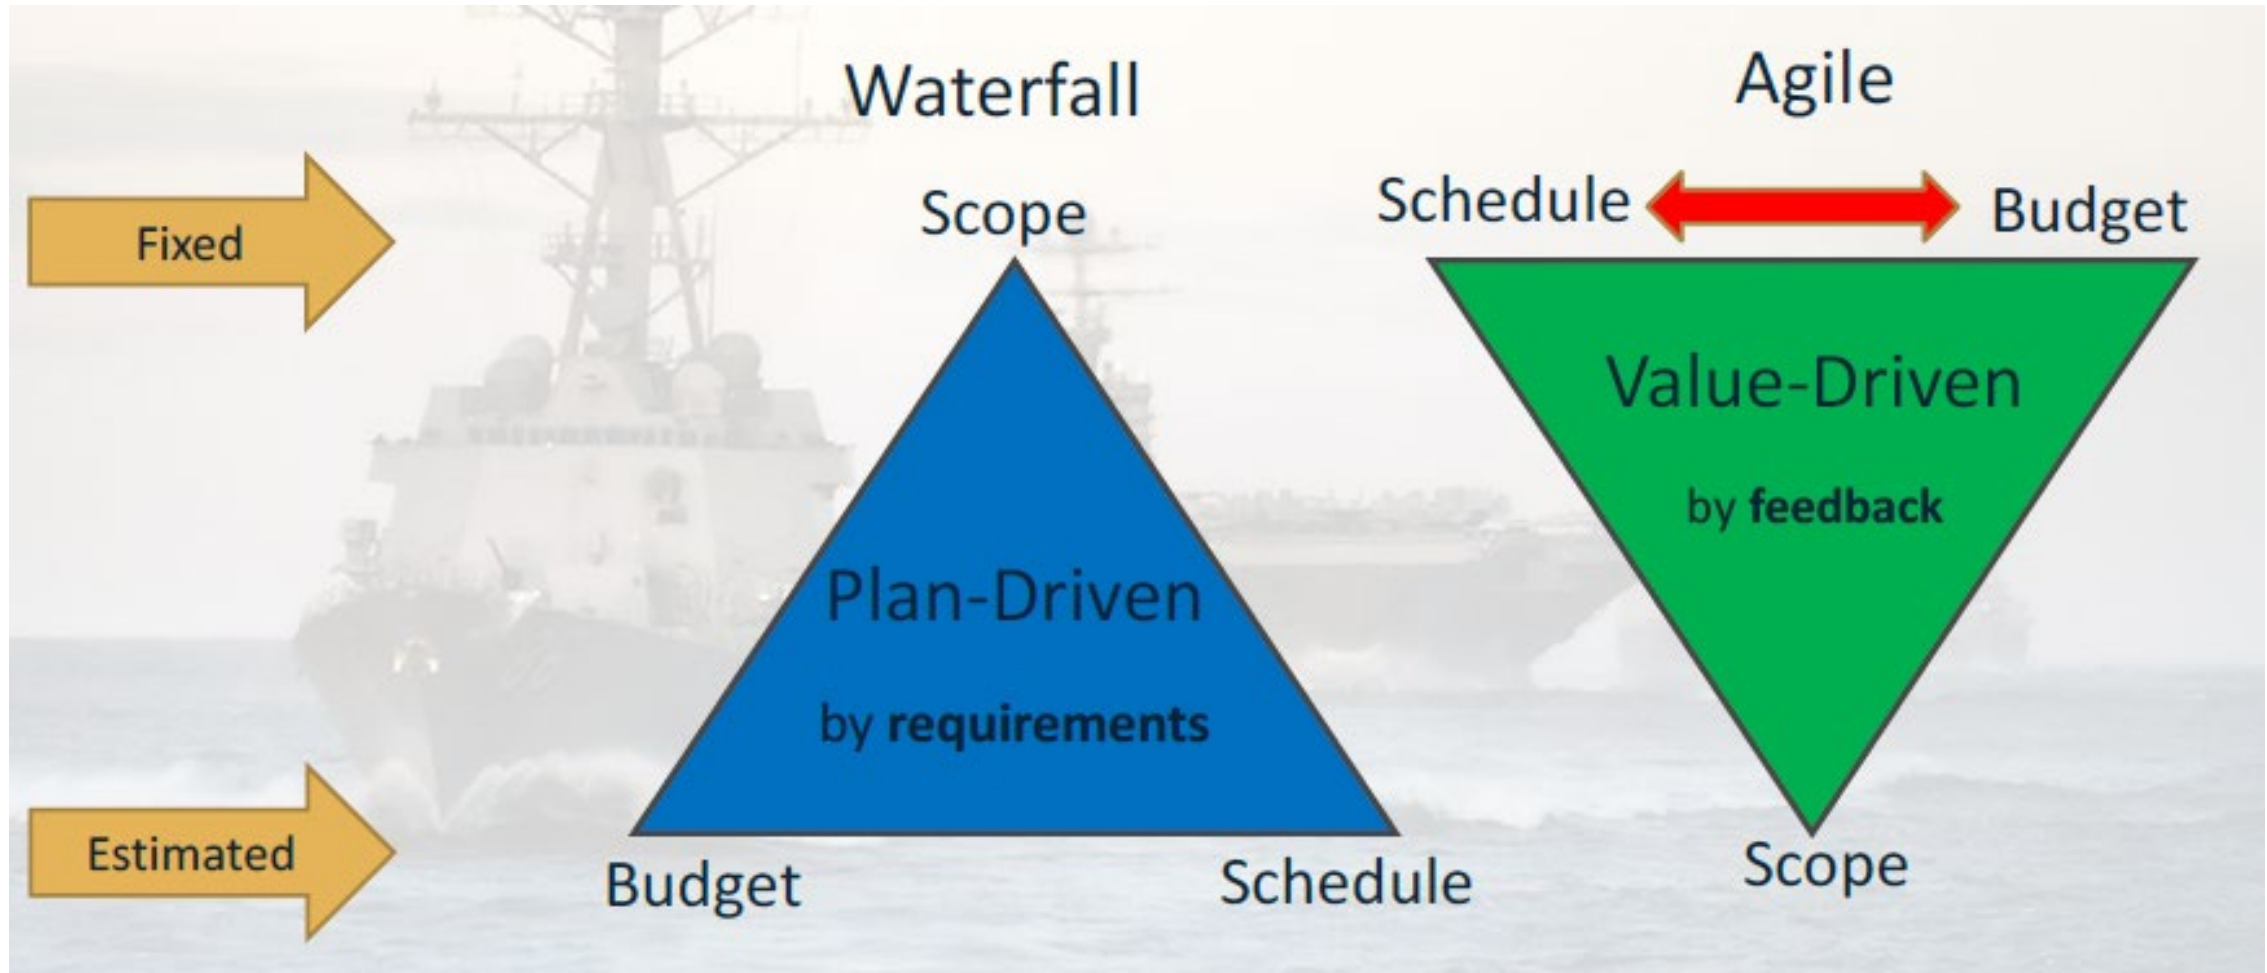 Waterfall
Agile
Fixed
Scope
Schedule
Budget
Value-Driven
by feedback
Plan-Driven
by requirements
Estimated
Budget
Schedule
Scope